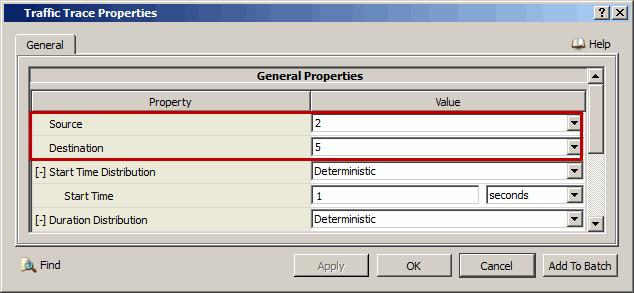 Traffic Trace Properties
General
Help
General Properties
Property Value
Source 2
Destination 5
[-] Start Time Distribution Deterministic
Start Time 1 seconds
[-] Duration Distribution Deterministic
Find Apply OK Cancel Add To Batch